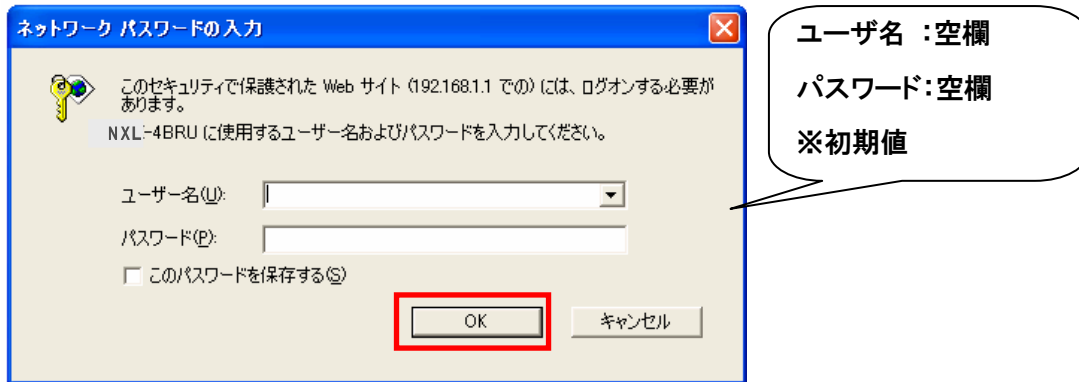 ネットワーク パスワードの入力
このセキュリティで保護された Web サイト (192.168.1.1 での) には、ログオンする必要が
あります。
NXL-4BRU に使用するユーザー名およびパスワードを入力してください。
ユーザー名(U):
パスワード(P):
このパスワードを保存する(S)
OK
キャンセル
ユーザ名 :空欄
パスワード:空欄
※初期値